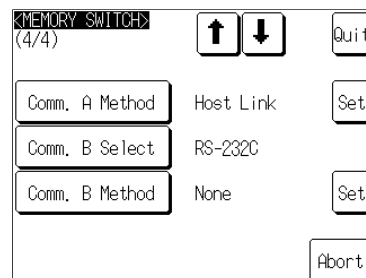 <MEMORY SWITCH>
(4/4)
Quit
Comm. A Method Host Link Set
Comm. B Select RS-232C
Comm. B Method None Set
Abort